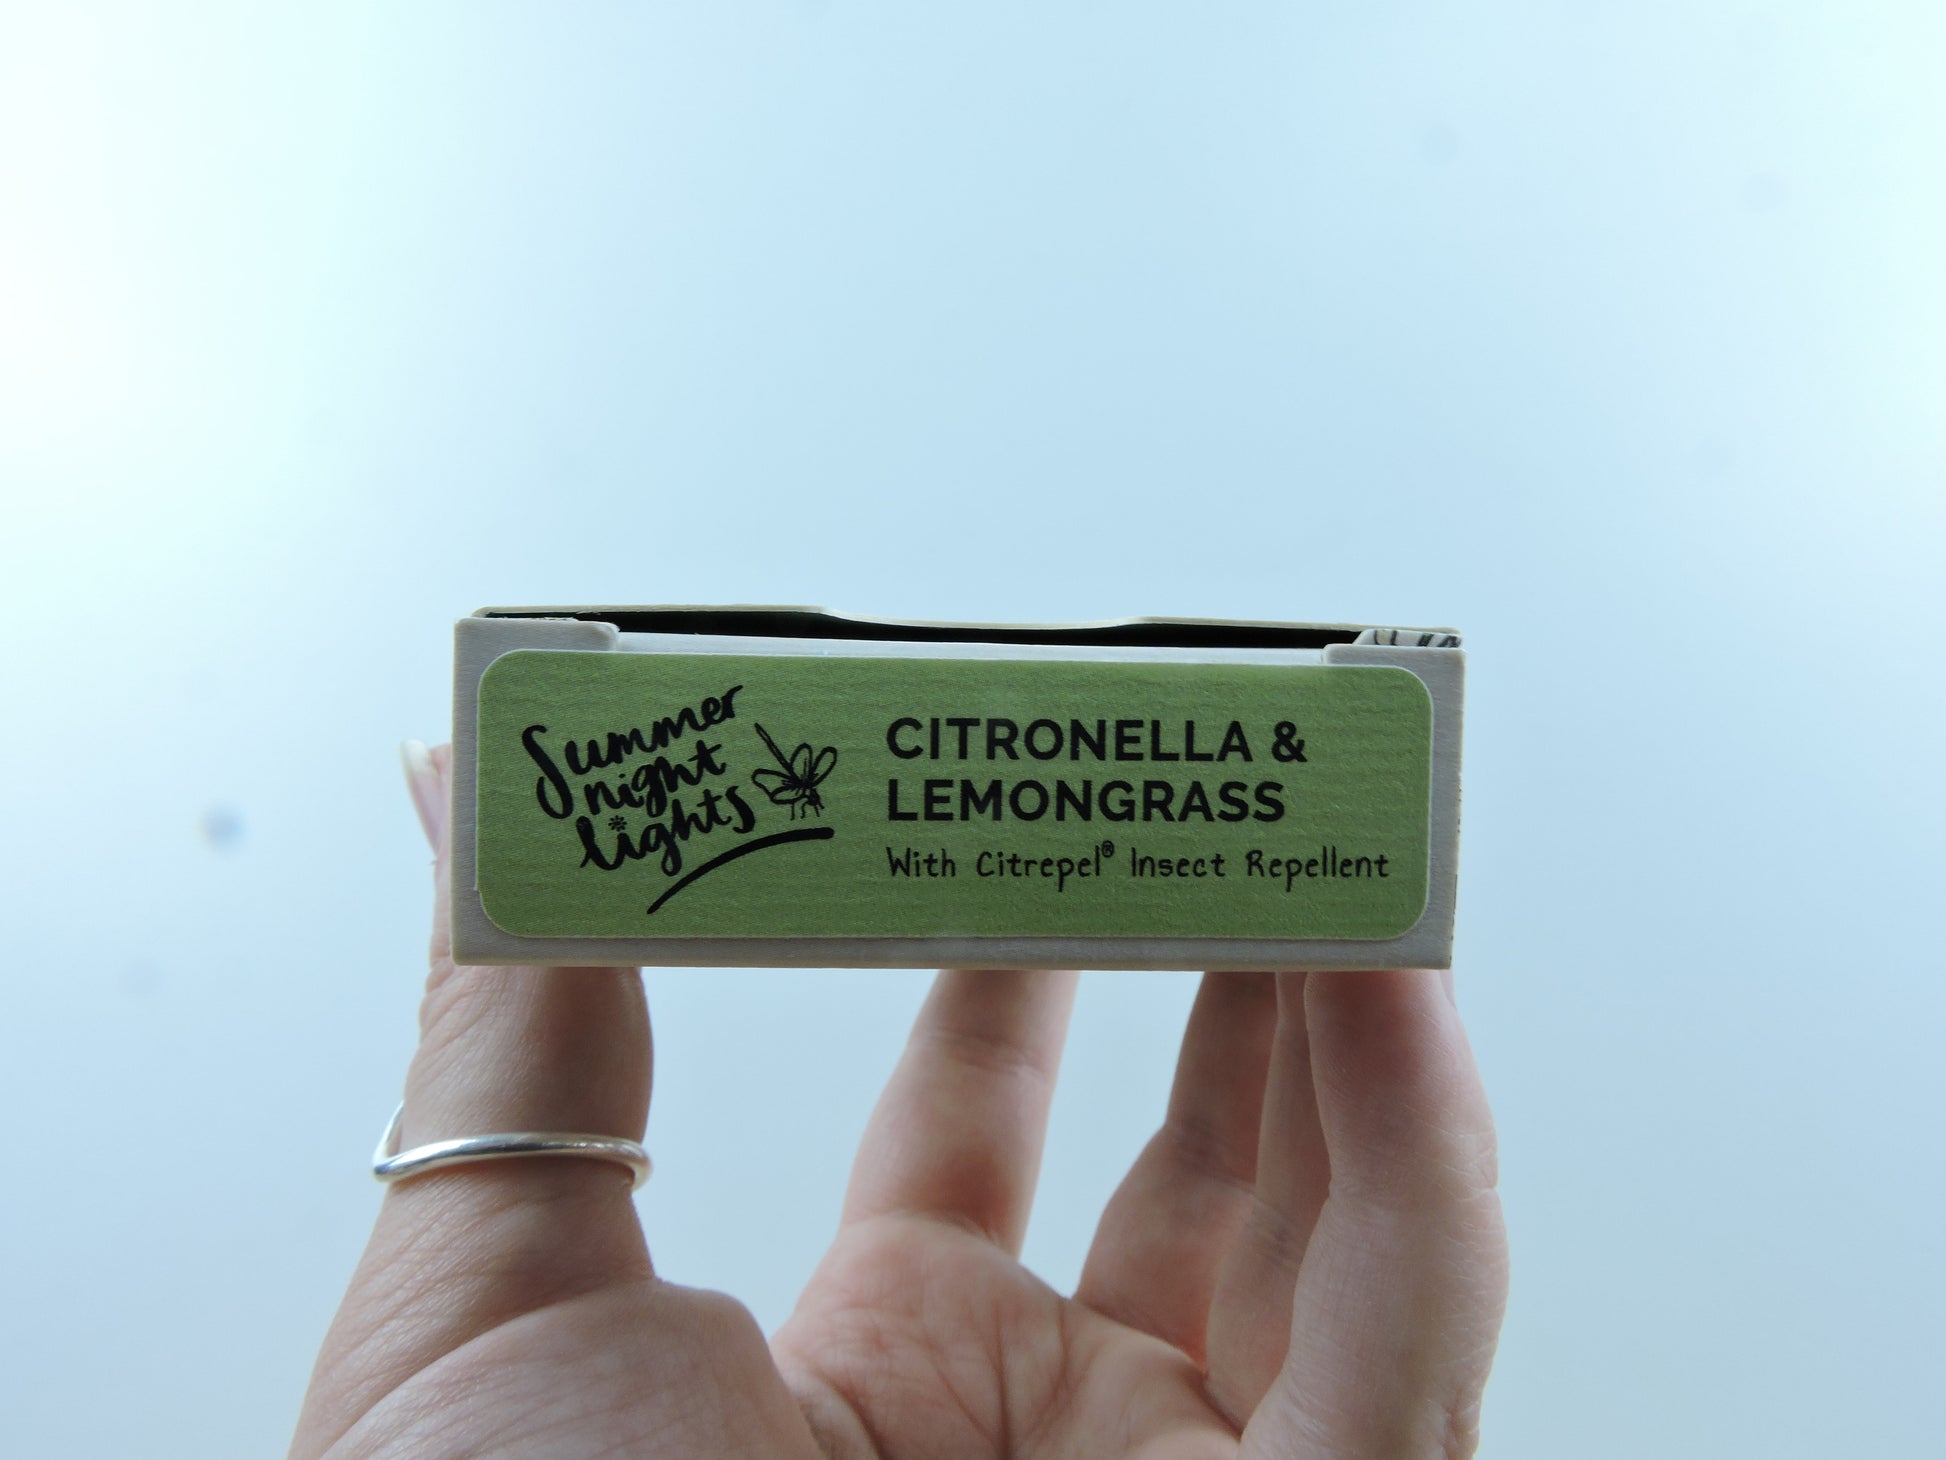 Summer
night
lights
CITRONELLA &
LEMONGRASS
With Citrepel® Insect Repellent